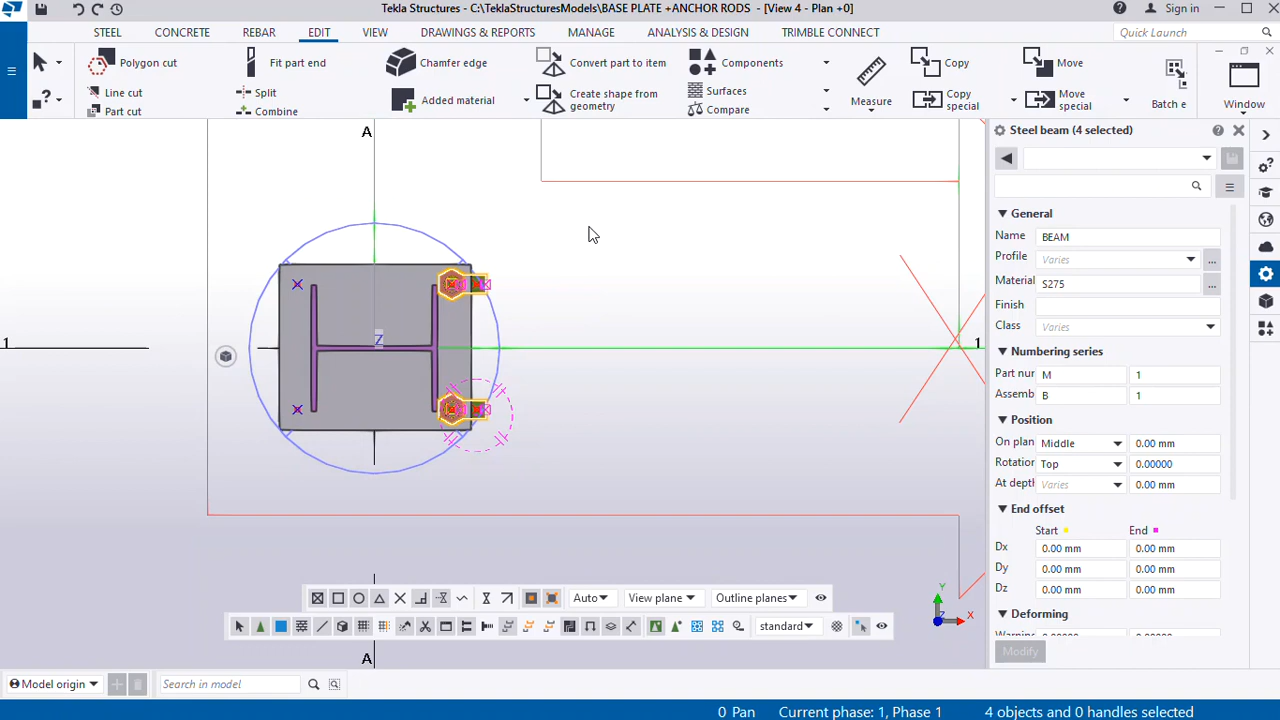 Tekla Structures - C:\TeklaStructuresModels\BASE PLATE +ANCHOR RODS - [View 4 - Plan +0]
Sign in
STEEL CONCRETE REBAR EDIT VIEW DRAWINGS & REPORTS MANAGE ANALYSIS & DESIGN TRIMBLE CONNECT
Quick Launch
Polygon cut
Line cut
Part cut
Fit part end
Split
Combine
Chamfer edge
Added material
Convert part to item
Create shape from
geometry
Components
Surfaces
Compare
Measure
Copy
Copy
special
Move
Move
special
Batch e
Window
Steel beam (4 selected)
General
Name BEAM
Profile Varies ...
Material S275 ...
Finish
Class Varies
Numbering series
Part nur M 1
Assemb B 1
Position
On plan Middle 0.00 mm
Rotatio Top 0.00000
At depth Varies 0.00 mm
End offset
Start End
Dx 0.00 mm 0.00 mm
Dy 0.00 mm 0.00 mm
Dz 0.00 mm 0.00 mm
Deforming
Modify
A
1
Z
1
A
Y
X
Z
Auto View plane Outline planes
standard
Model origin
Search in model
0 Pan Current phase: 1, Phase 1 4 objects and 0 handles selected